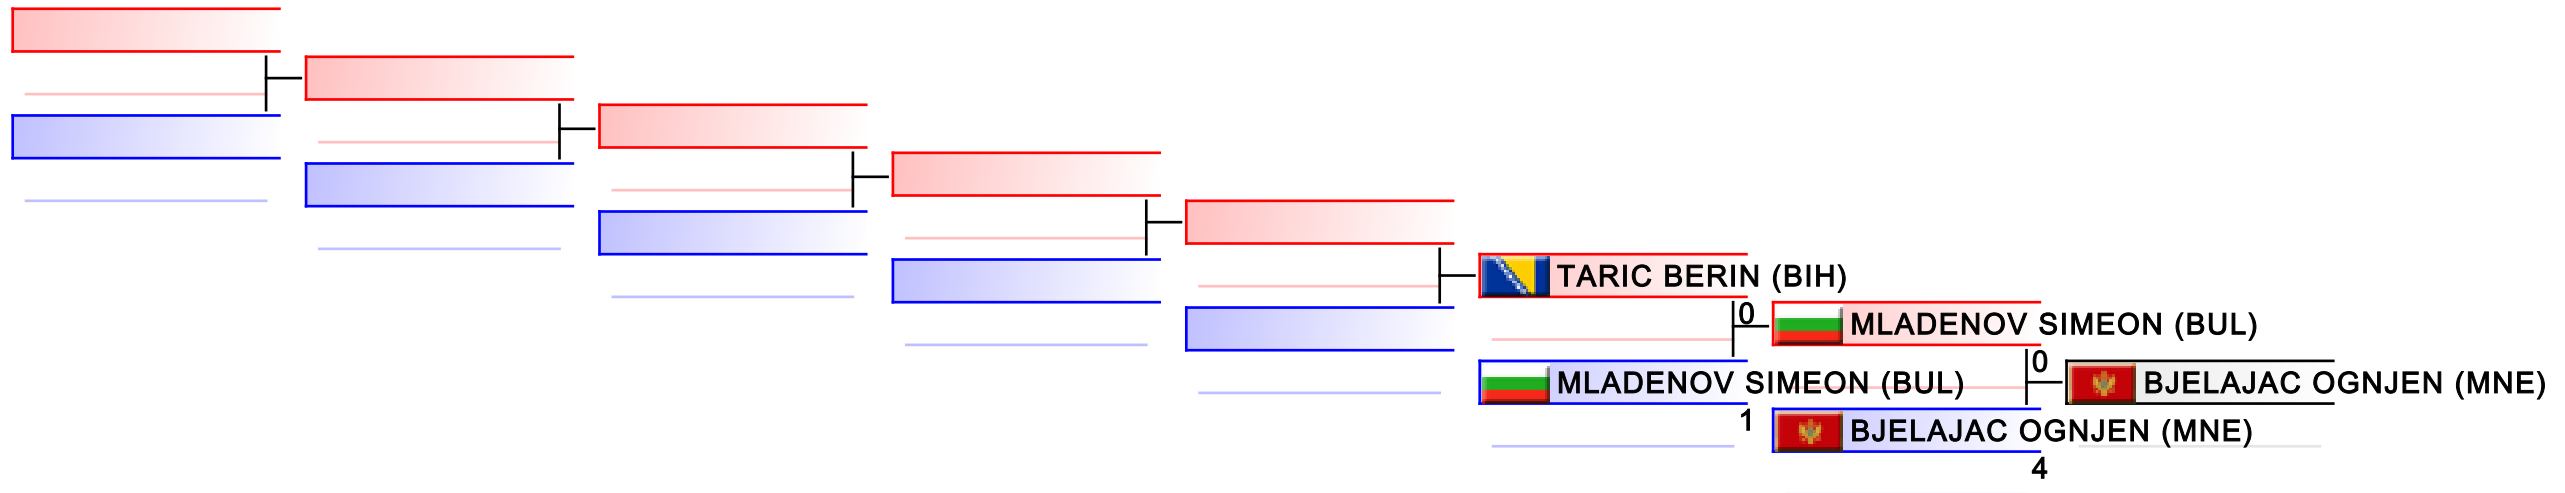 TARIC BERIN (BIH)
0
MLADENOV SIMEON (BUL)
MLADENOV SIMEON (BUL)
1
0
BJELAJAC OGNJEN (MNE)
BJELAJAC OGNJEN (MNE)
4